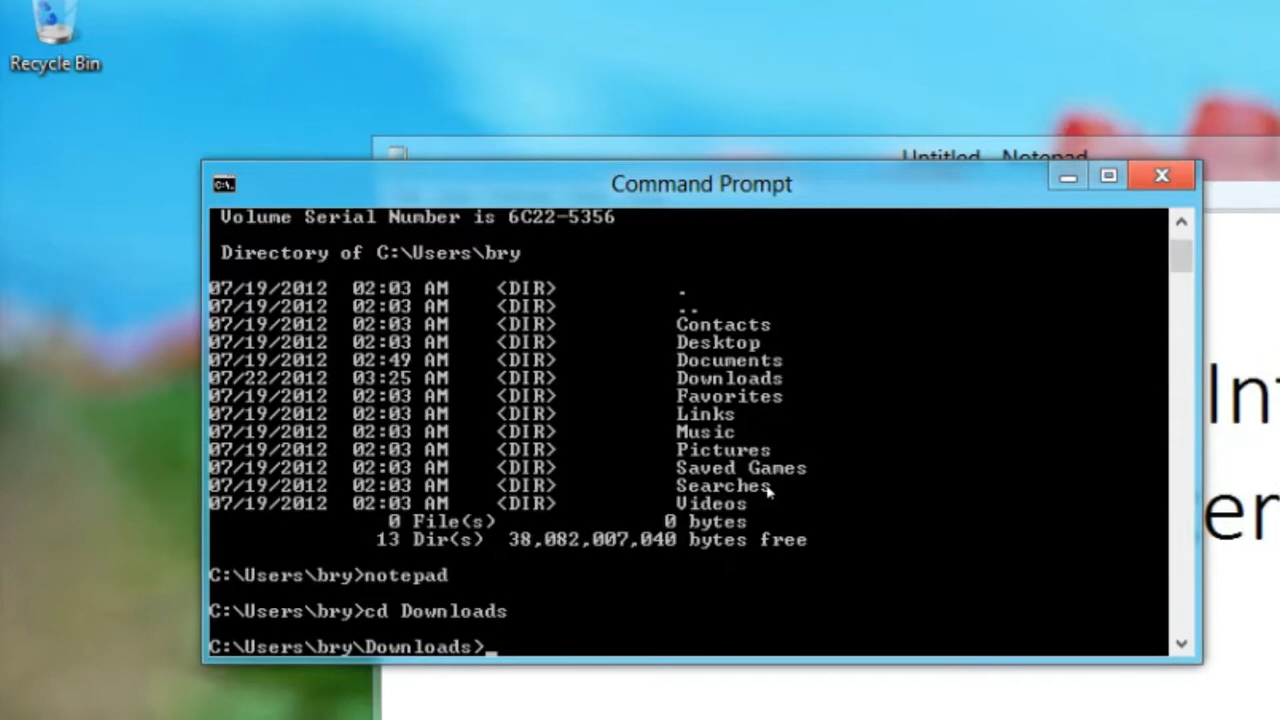 Recycle Bin
Untitled - Notepad
C:\.
Command Prompt
Volume Serial Number is 6C22-5356
Directory of C:\Users\bry
07/19/2012 02:03 AM <DIR> .
07/19/2012 02:03 AM <DIR> ..
07/19/2012 02:03 AM <DIR> Contacts
07/19/2012 02:03 AM <DIR> Desktop
07/19/2012 02:49 AM <DIR> Documents
07/22/2012 03:25 AM <DIR> Downloads
07/19/2012 02:03 AM <DIR> Favorites
07/19/2012 02:03 AM <DIR> Links
07/19/2012 02:03 AM <DIR> Music
07/19/2012 02:03 AM <DIR> Pictures
07/19/2012 02:03 AM <DIR> Saved Games
07/19/2012 02:03 AM <DIR> Searches
07/19/2012 02:03 AM <DIR> Videos
0 File(s) 0 bytes
13 Dir(s) 38,082,007,040 bytes free
C:\Users\bry>notepad
C:\Users\bry>cd Downloads
C:\Users\bry\Downloads>_